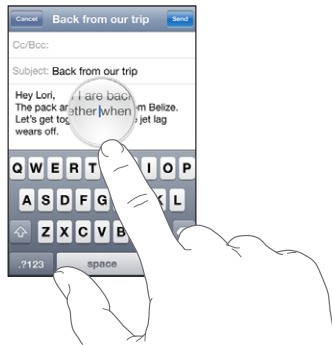 Cancel Back from our trip Send
Cc/Bcc:
Subject: Back from our trip
Hey Lori, I are back
The pack ar om Belize.
ether when
Let's get tog e jet lag
wears off.
Q W E R T I O P
A S D F G K L
Z X C V B
.?123 space